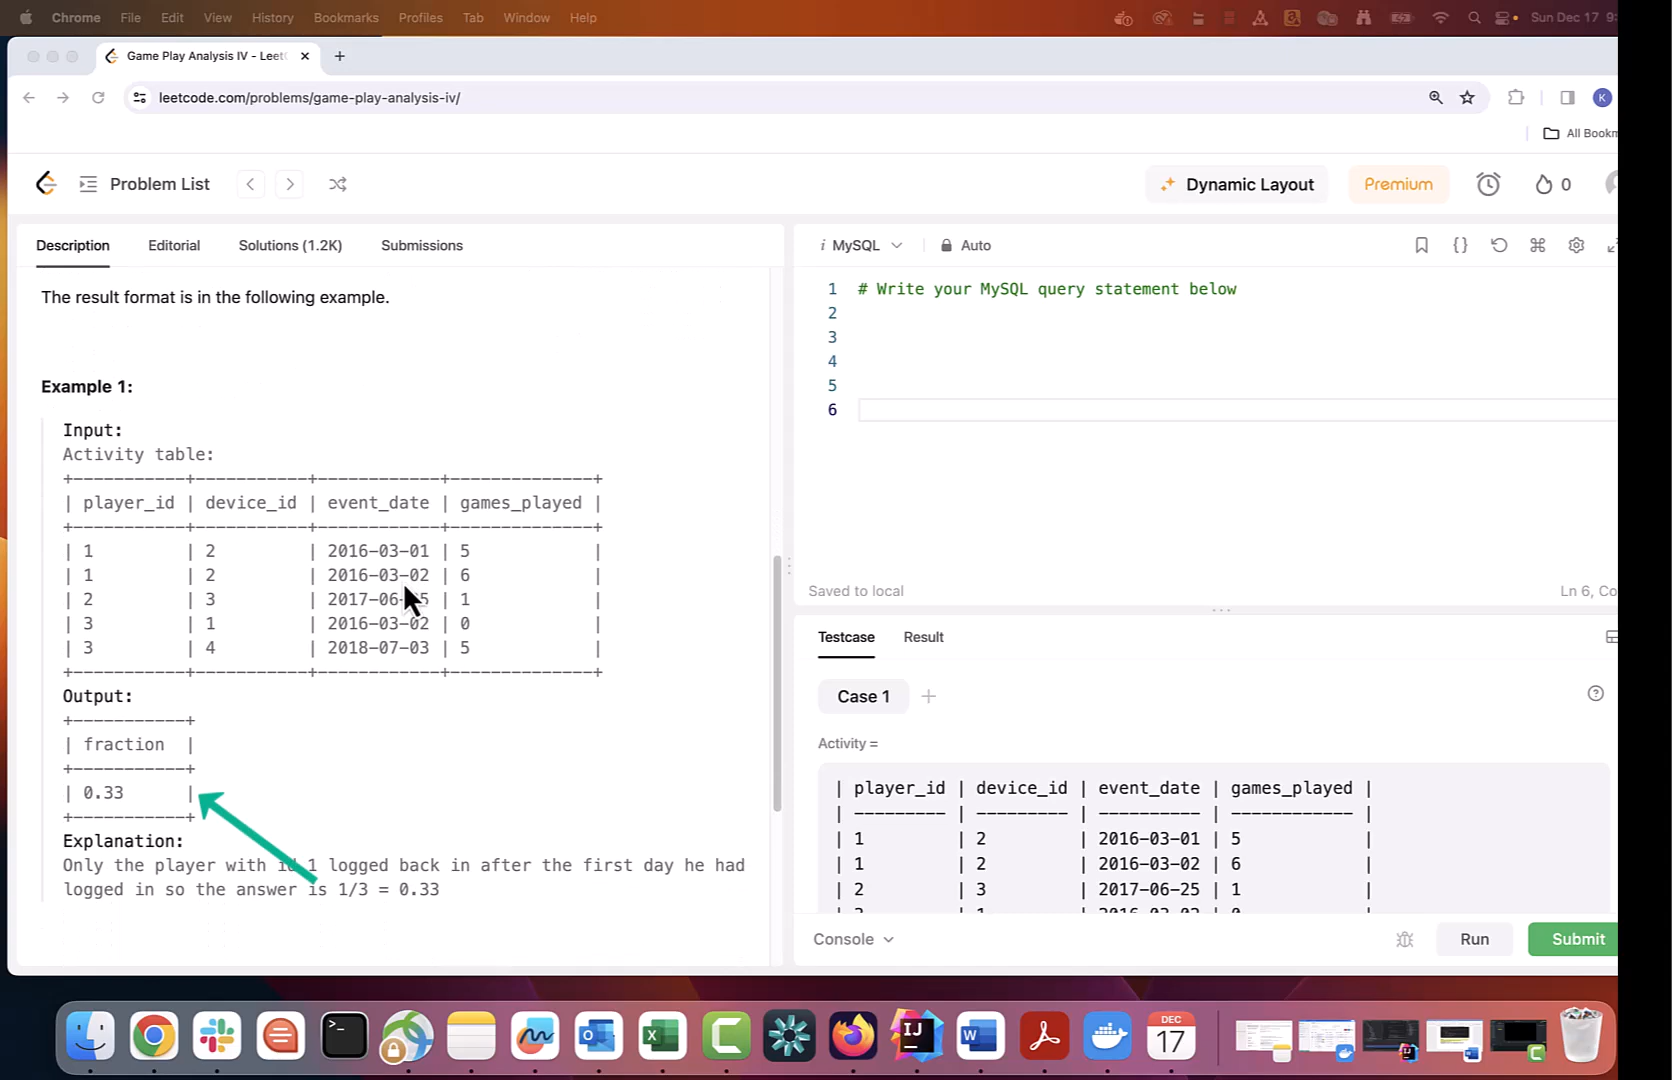 Chrome File Edit View History Bookmarks Profiles Tab Window Help Sun Dec 17
Game Play Analysis IV - Leet
leetcode.com/problems/game-play-analysis-iv/
K
All Bookm
Problem List
Dynamic Layout
Premium
0
Description Editorial Solutions (1.2K) Submissions
The result format is in the following example.
Example 1:
Input:
Activity table:
+-----------+-----------+------------+--------------+
| player_id | device_id | event_date | games_played |
+-----------+-----------+------------+--------------+
| 1 | 2 | 2016-03-01 | 5 |
| 1 | 2 | 2016-03-02 | 6 |
| 2 | 3 | 2017-06- 5 | 1 |
| 3 | 1 | 2016-03-02 | 0 |
| 3 | 4 | 2018-07-03 | 5 |
+-----------+-----------+------------+--------------+
Output:
+-----------+
| fraction |
+-----------+
| 0.33 |
+-----------+
Explanation:
Only the player with id 1 logged back in after the first day he had
logged in so the answer is 1/3 = 0.33
i MySQL Auto
1 # Write your MySQL query statement below
2
3
4
5
6
Saved to local Ln 6, Co
Testcase Result
Case 1
Activity =
| player_id | device_id | event_date | games_played |
| --------- | --------- | ---------- | ------------ |
| 1 | 2 | 2016-03-01 | 5 |
| 1 | 2 | 2016-03-02 | 6 |
| 2 | 3 | 2017-06-25 | 1 |
Console Run Submit
IJ
DEC
17